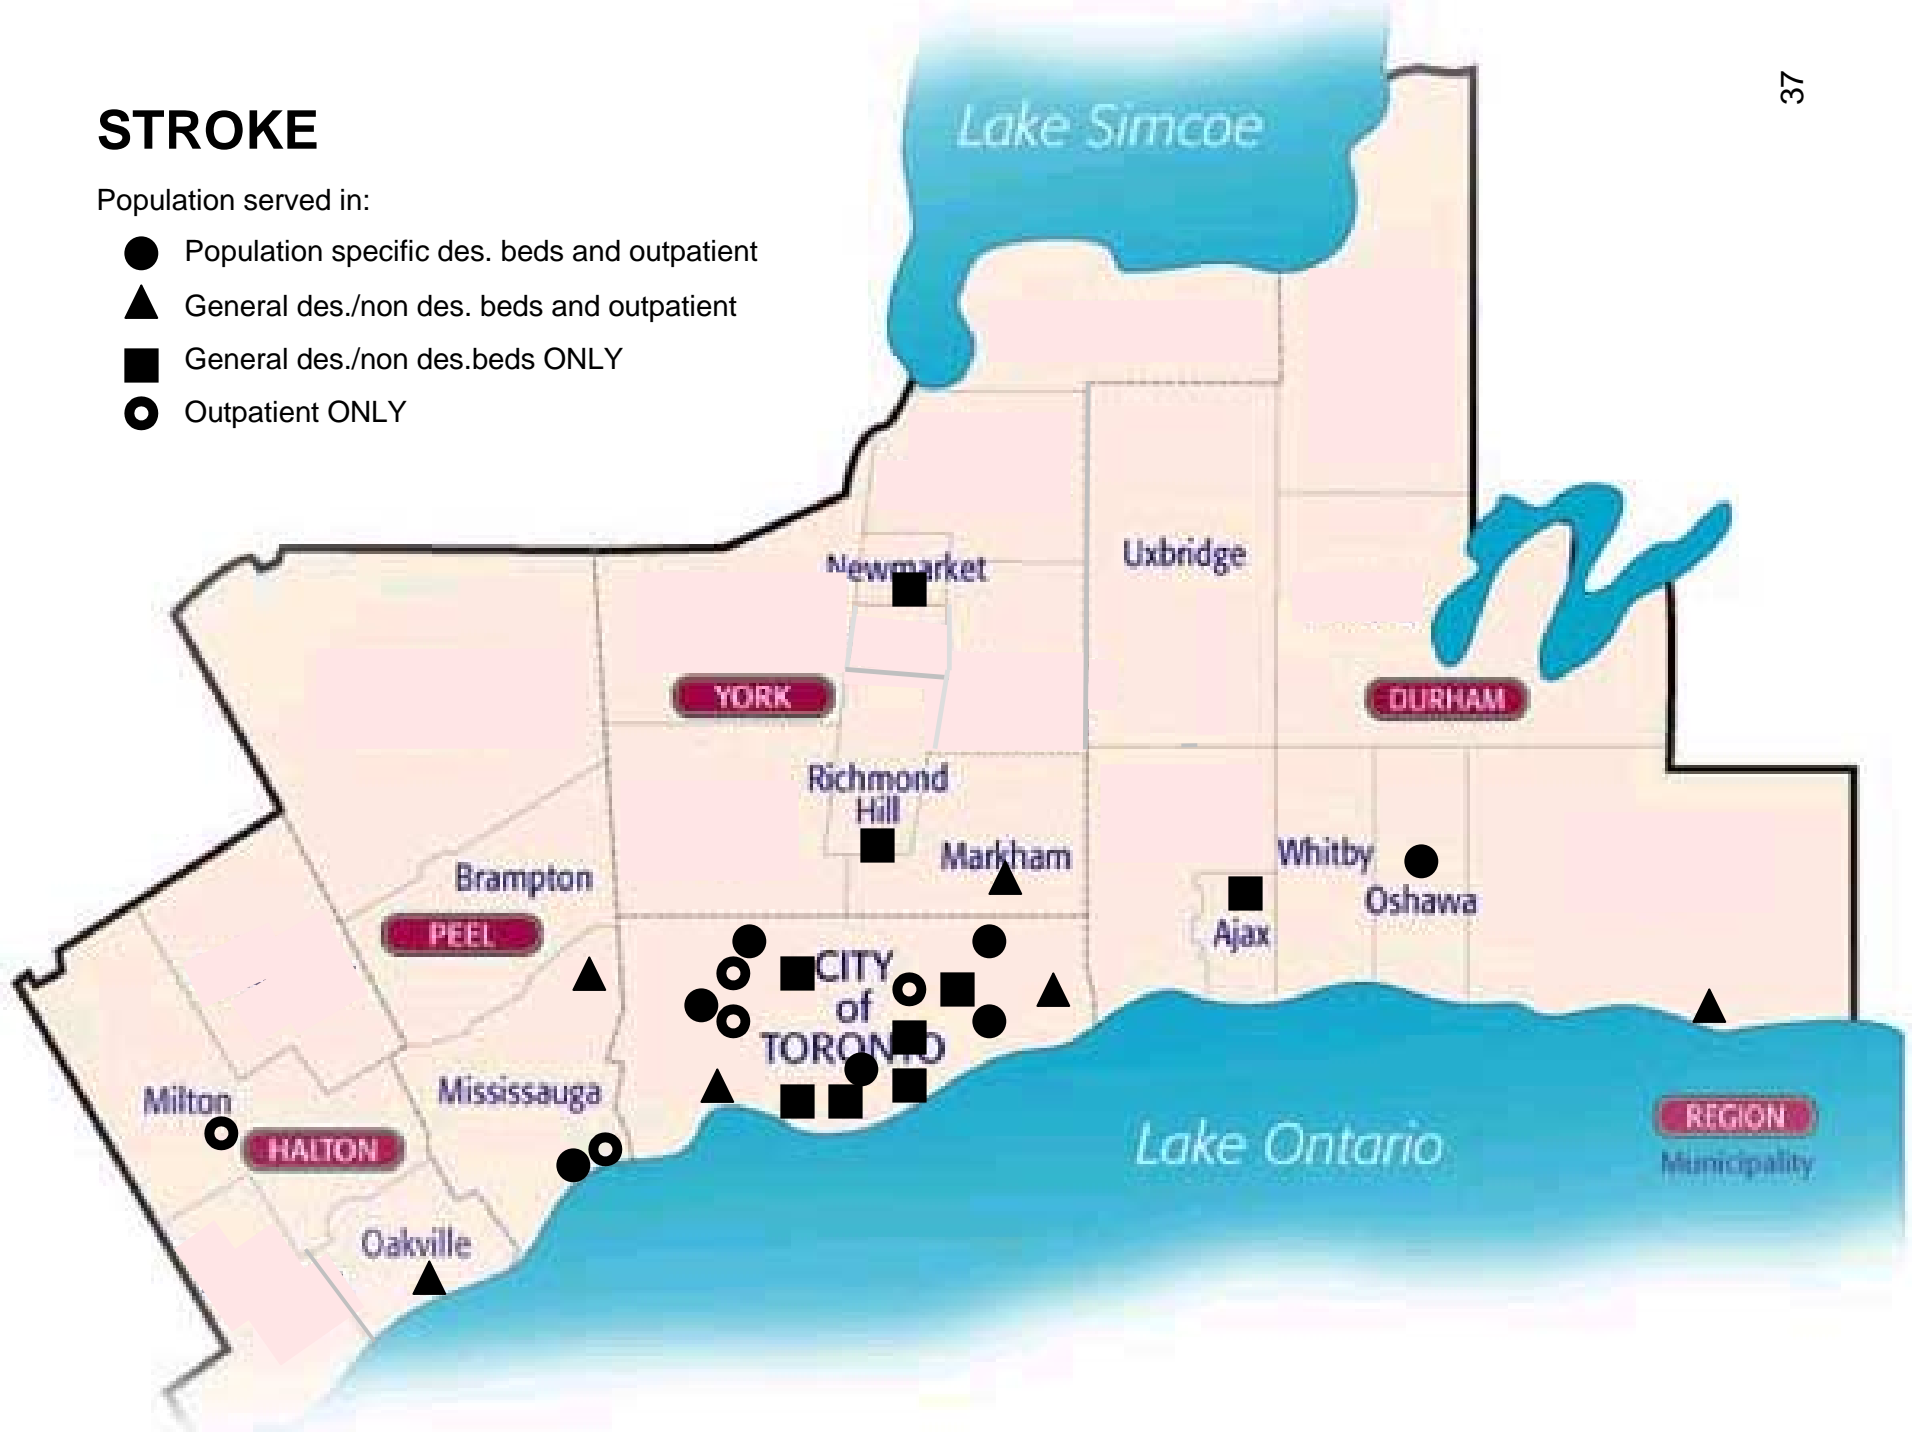 37
STROKE
Population served in:
Population specific des. beds and outpatient
General des./non des. beds and outpatient
General des./non des.beds ONLY
Outpatient ONLY
Lake Simcoe
Newmarket
Uxbridge
YORK
DURHAM
Richmond
Hill
Markham
Whitby
Oshawa
Ajax
Brampton
PEEL
CITY
of
TORONTO
Milton
HALTON
Mississauga
Oakville
Lake Ontario
REGION
Municipality